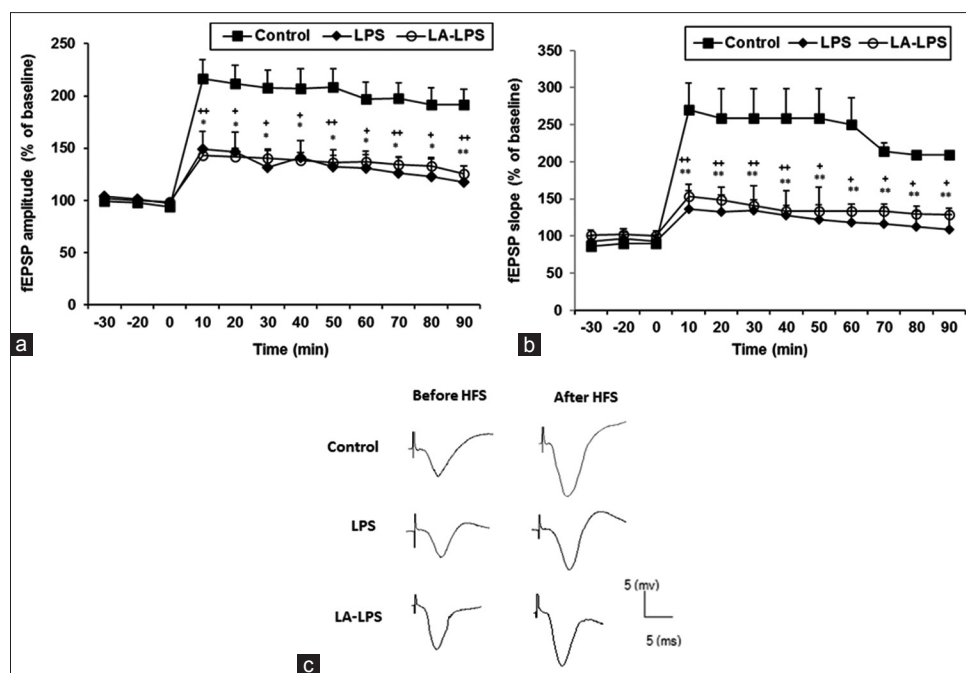 Control LPS LA-LPS
fEPSP amplitude (% of baseline)
250
200
150
100
50
0
++ + + + ++ + ++ + ++
* * * * * * * * **
-30 -20 0 10 20 30 40 50 60 70 80 90
Time (min)
a
Control LPS LA-LPS
fEPSP slope (% of baseline)
350
300
250
200
150
100
50
0
++ ++ ++ ++ + + + + +
** ** ** ** ** ** ** ** **
-30 -20 0 10 20 30 40 50 60 70 80 90
Time (min)
b
Before HFS After HFS
Control
LPS
LA-LPS
5 (mv)
5 (ms)
c